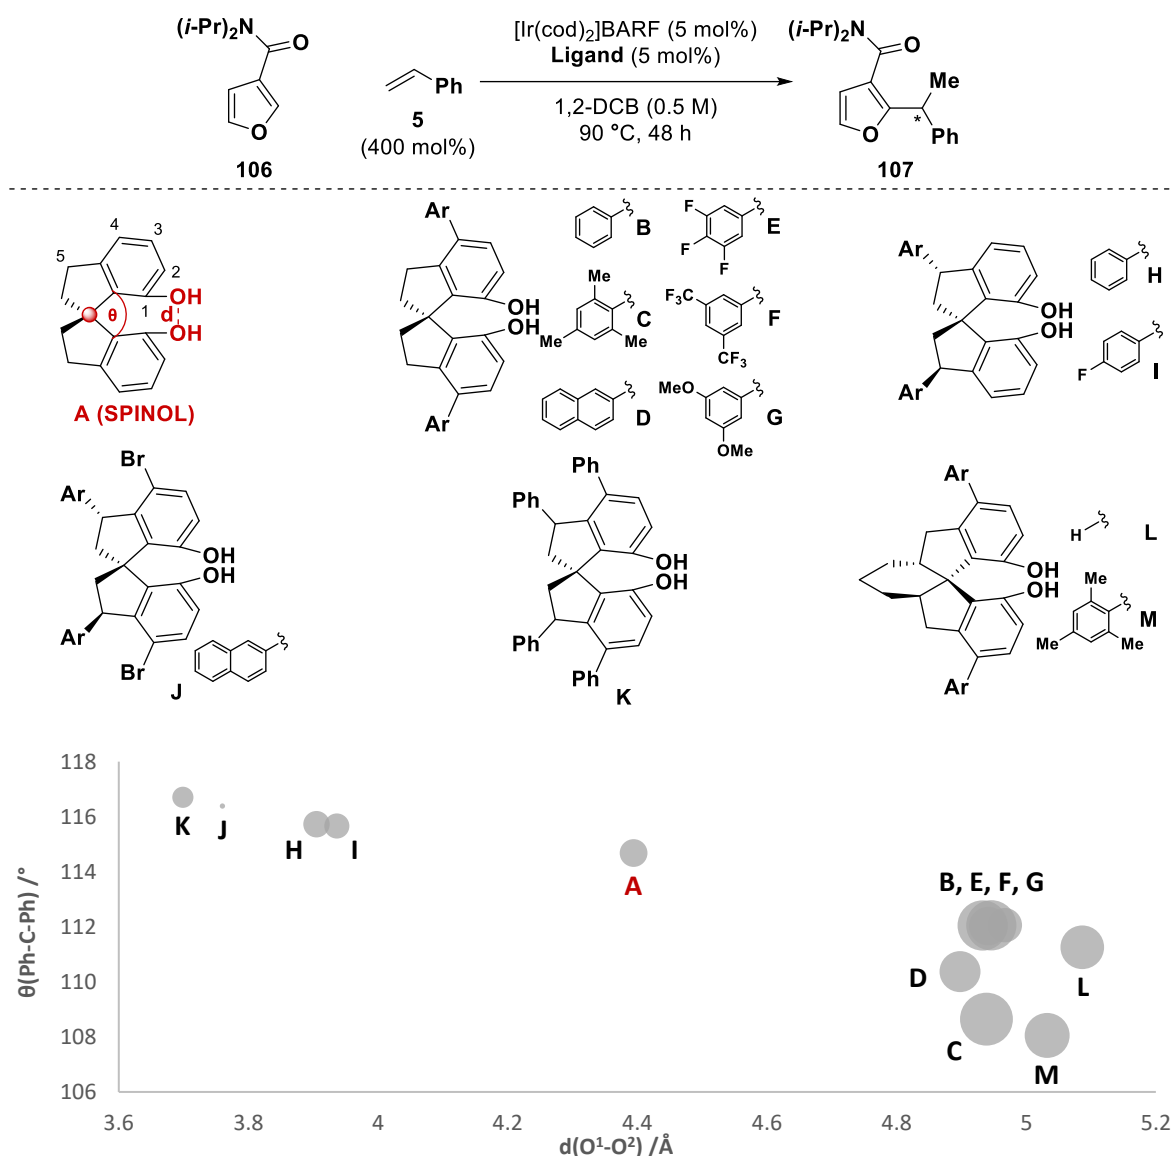 (i-Pr)₂N
O
O
106
Ph
5
(400 mol%)
[Ir(cod)₂]BARF (5 mol%)
Ligand (5 mol%)
1,2-DCB (0.5 M)
90 °C, 48 h
(i-Pr)₂N
O
Me
O
*
Ph
107
4
3
5
2
1
OH
θ
d
OH
A (SPINOL)
Ar
OH
OH
Ar
B
F
F
F
E
Me
Me
Me
C
F₃C
CF₃
F
D
MeO
OMe
G
Ar
OH
OH
Ar
H
F
I
Br
Ar
OH
OH
Ar
Br
J
Ph
Ph
OH
OH
Ph
Ph
K
Ar
OH
OH
Ar
H
L
Me
Me
Me
M
θ(Ph-C-Ph) /°
118
116
114
112
110
108
106
K
J
H
I
A
B, E, F, G
D
L
C
M
3.6
3.8
4
4.2
4.4
4.6
4.8
5
5.2
d(O¹-O²) /Å